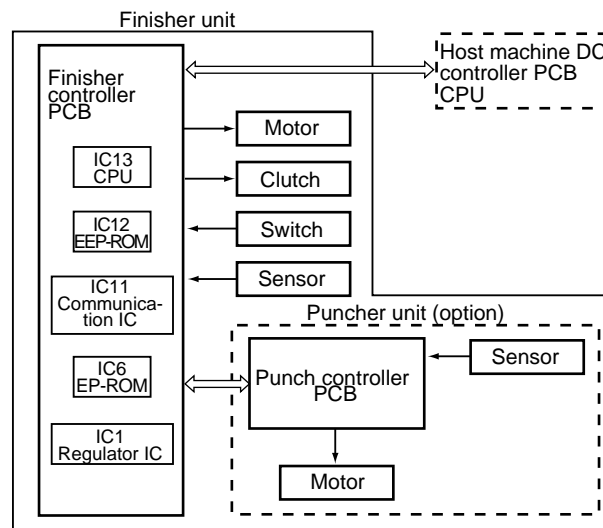 Finisher unit
Finisher
controller
PCB
Host machine DC
controller PCB
CPU
Motor
IC13
CPU
Clutch
IC12
EEP-ROM
Switch
IC11
Communica-
tion IC
Sensor
Puncher unit (option)
IC6
EP-ROM
Punch controller
PCB
Sensor
IC1
Regulator IC
Motor